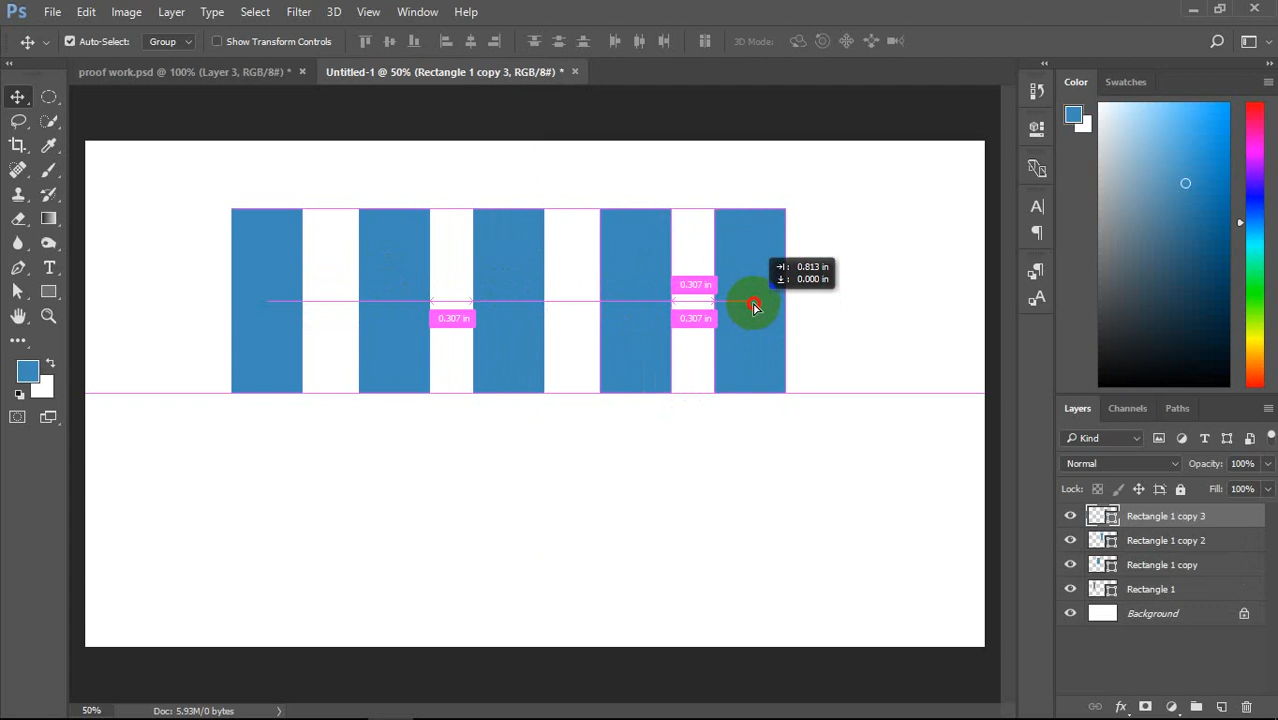 Ps File Edit Image Layer Type Select Filter 3D View Window Help
Auto-Select: Group Show Transform Controls 3D Mode:
proof work.psd @ 100% (Layer 3, RGB/8#) * Untitled-1 @ 50% (Rectangle 1 copy 3, RGB/8#) *
Color Swatches
0.813 in
0.000 in
0.307 in
0.307 in 0.307 in
Layers Channels Paths
Kind
Normal Opacity: 100%
Lock: Fill: 100%
Rectangle 1 copy 3
Rectangle 1 copy 2
Rectangle 1 copy
Rectangle 1
Background
50% Doc: 5.93M/0 bytes